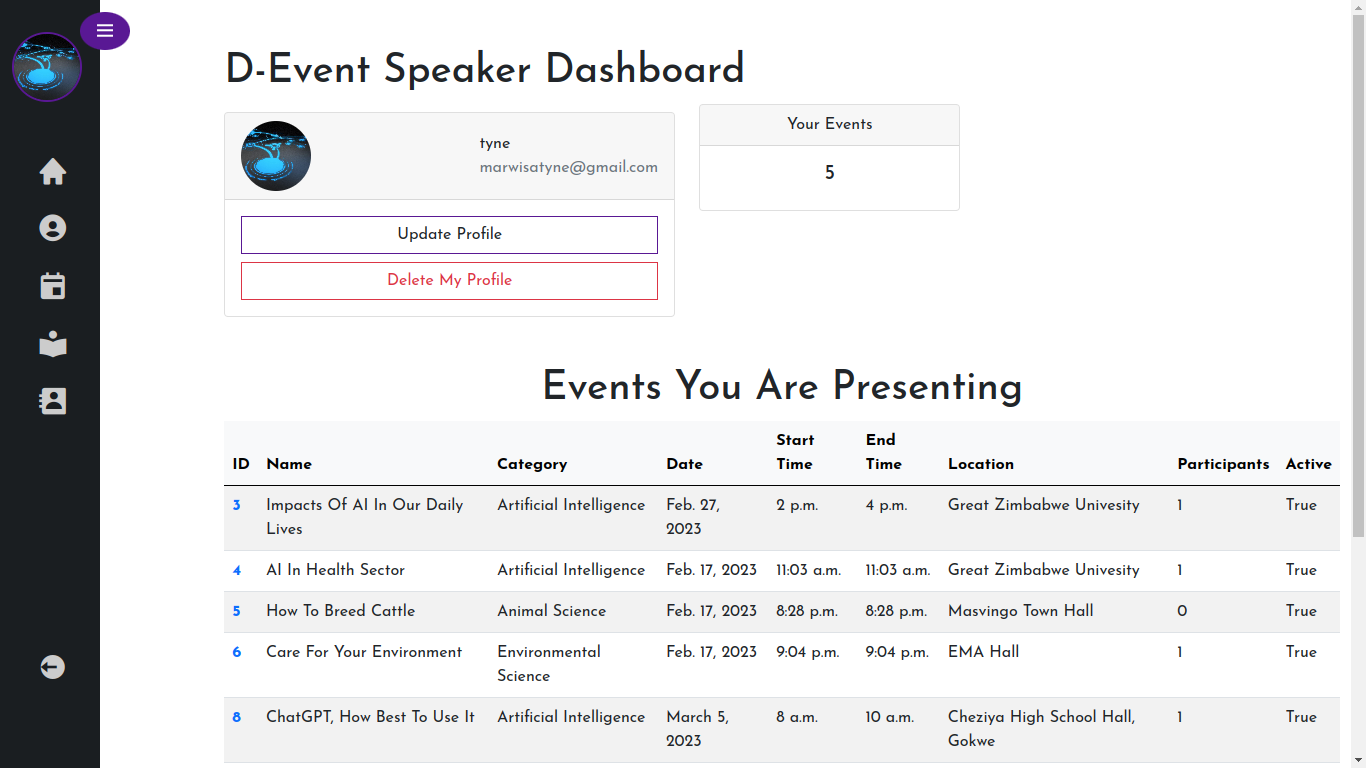 D-Event Speaker Dashboard
tyne
marwisatyne@gmail.com
Update Profile
Delete My Profile
Your Events
5
Events You Are Presenting
ID Name Category Date Start Time End Time Location Participants Active
3 Impacts Of AI In Our Daily Lives Artificial Intelligence Feb. 27, 2023 2 p.m. 4 p.m. Great Zimbabwe Univesity 1 True
4 AI In Health Sector Artificial Intelligence Feb. 17, 2023 11:03 a.m. 11:03 a.m. Great Zimbabwe Univesity 1 True
5 How To Breed Cattle Animal Science Feb. 17, 2023 8:28 p.m. 8:28 p.m. Masvingo Town Hall 0 True
6 Care For Your Environment Environmental Science Feb. 17, 2023 9:04 p.m. 9:04 p.m. EMA Hall 1 True
8 ChatGPT, How Best To Use It Artificial Intelligence March 5, 2023 8 a.m. 10 a.m. Cheziya High School Hall, Gokwe 1 True